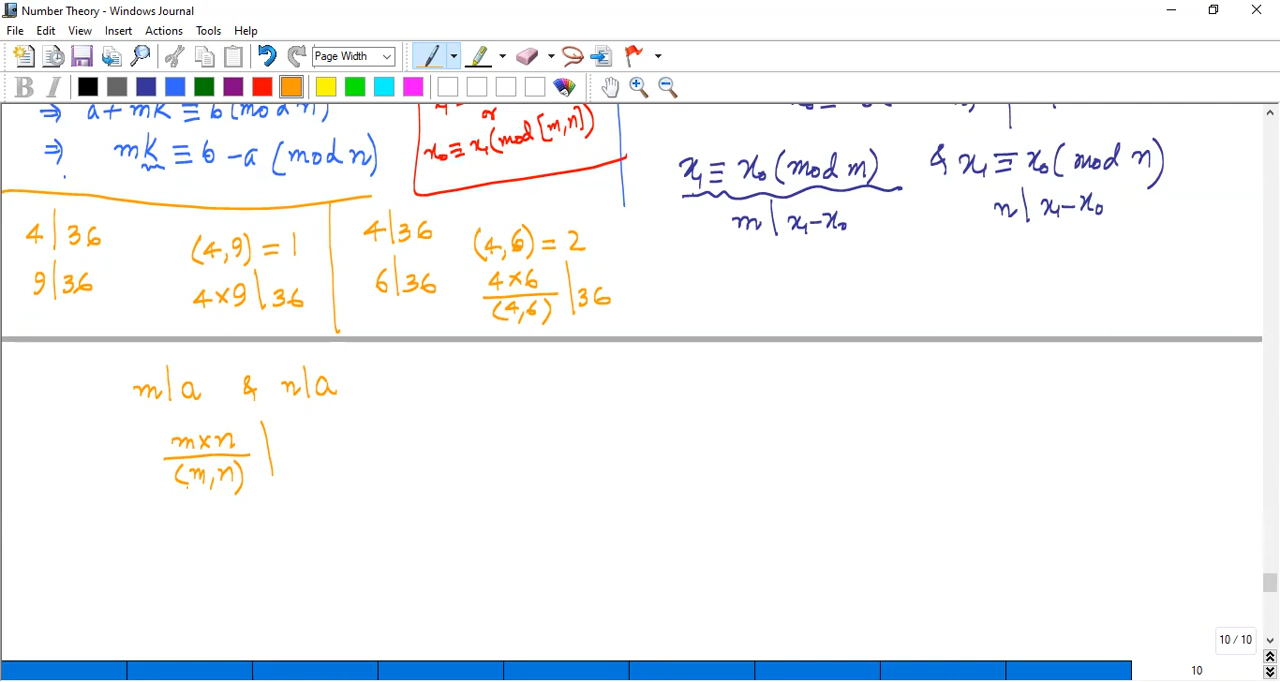 Number Theory - Windows Journal
File Edit View Insert Actions Tools Help
Page Width
B I
⇒ a + mk ≡ b (mod n)
⇒ mk ≡ b - a (mod n)
or
x₀ ≡ x₁ (mod [m,n])
x₁ ≡ x₀ (mod m) & x₁ ≡ x₀ (mod n)
m | x₁-x₀ n | x₁-x₀
4 | 36 (4,9) = 1
9 | 36 4×9 | 36
4 | 36 (4,6) = 2
6 | 36 4×6/(4,6) | 36
m | a & n | a
m×n/(m,n) |
10 / 10
10